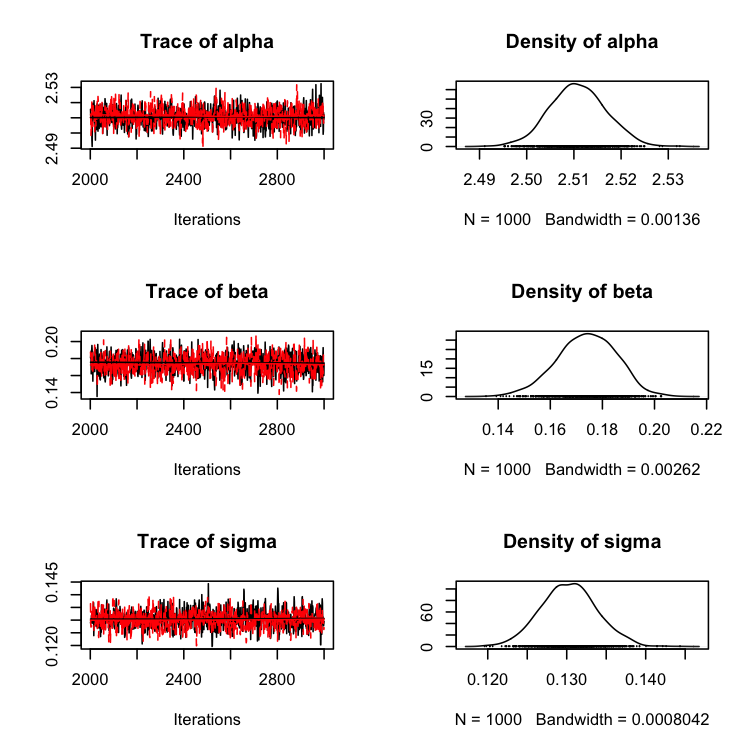 Trace of alpha
2.49 2.53
2000 2400 2800
Iterations
Density of alpha
0 30
2.49 2.50 2.51 2.52 2.53
N = 1000 Bandwidth = 0.00136
Trace of beta
0.14 0.20
2000 2400 2800
Iterations
Density of beta
0 15
0.14 0.16 0.18 0.20 0.22
N = 1000 Bandwidth = 0.00262
Trace of sigma
0.120 0.145
2000 2400 2800
Iterations
Density of sigma
0 60
0.120 0.130 0.140
N = 1000 Bandwidth = 0.0008042